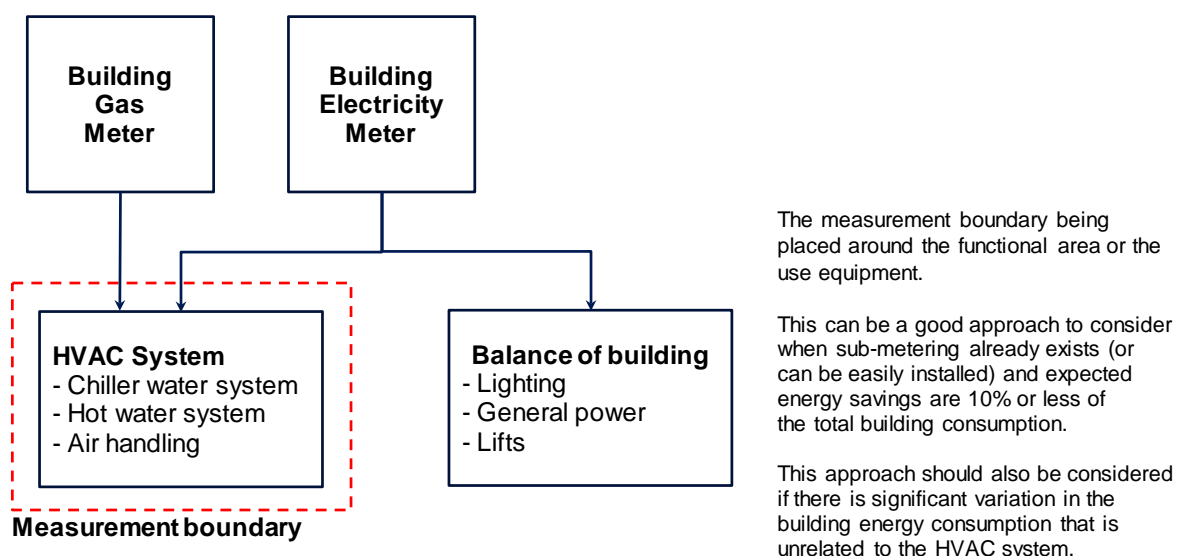 Building
Gas
Meter
Building
Electricity
Meter
HVAC System
- Chiller water system
- Hot water system
- Air handling
Measurement boundary
Balance of building
- Lighting
- General power
- Lifts
The measurement boundary being
placed around the functional area or the
use equipment.
This can be a good approach to consider
when sub-metering already exists (or
can be easily installed) and expected
energy savings are 10% or less of
the total building consumption.
This approach should also be considered
if there is significant variation in the
building energy consumption that is
unrelated to the HVAC system.